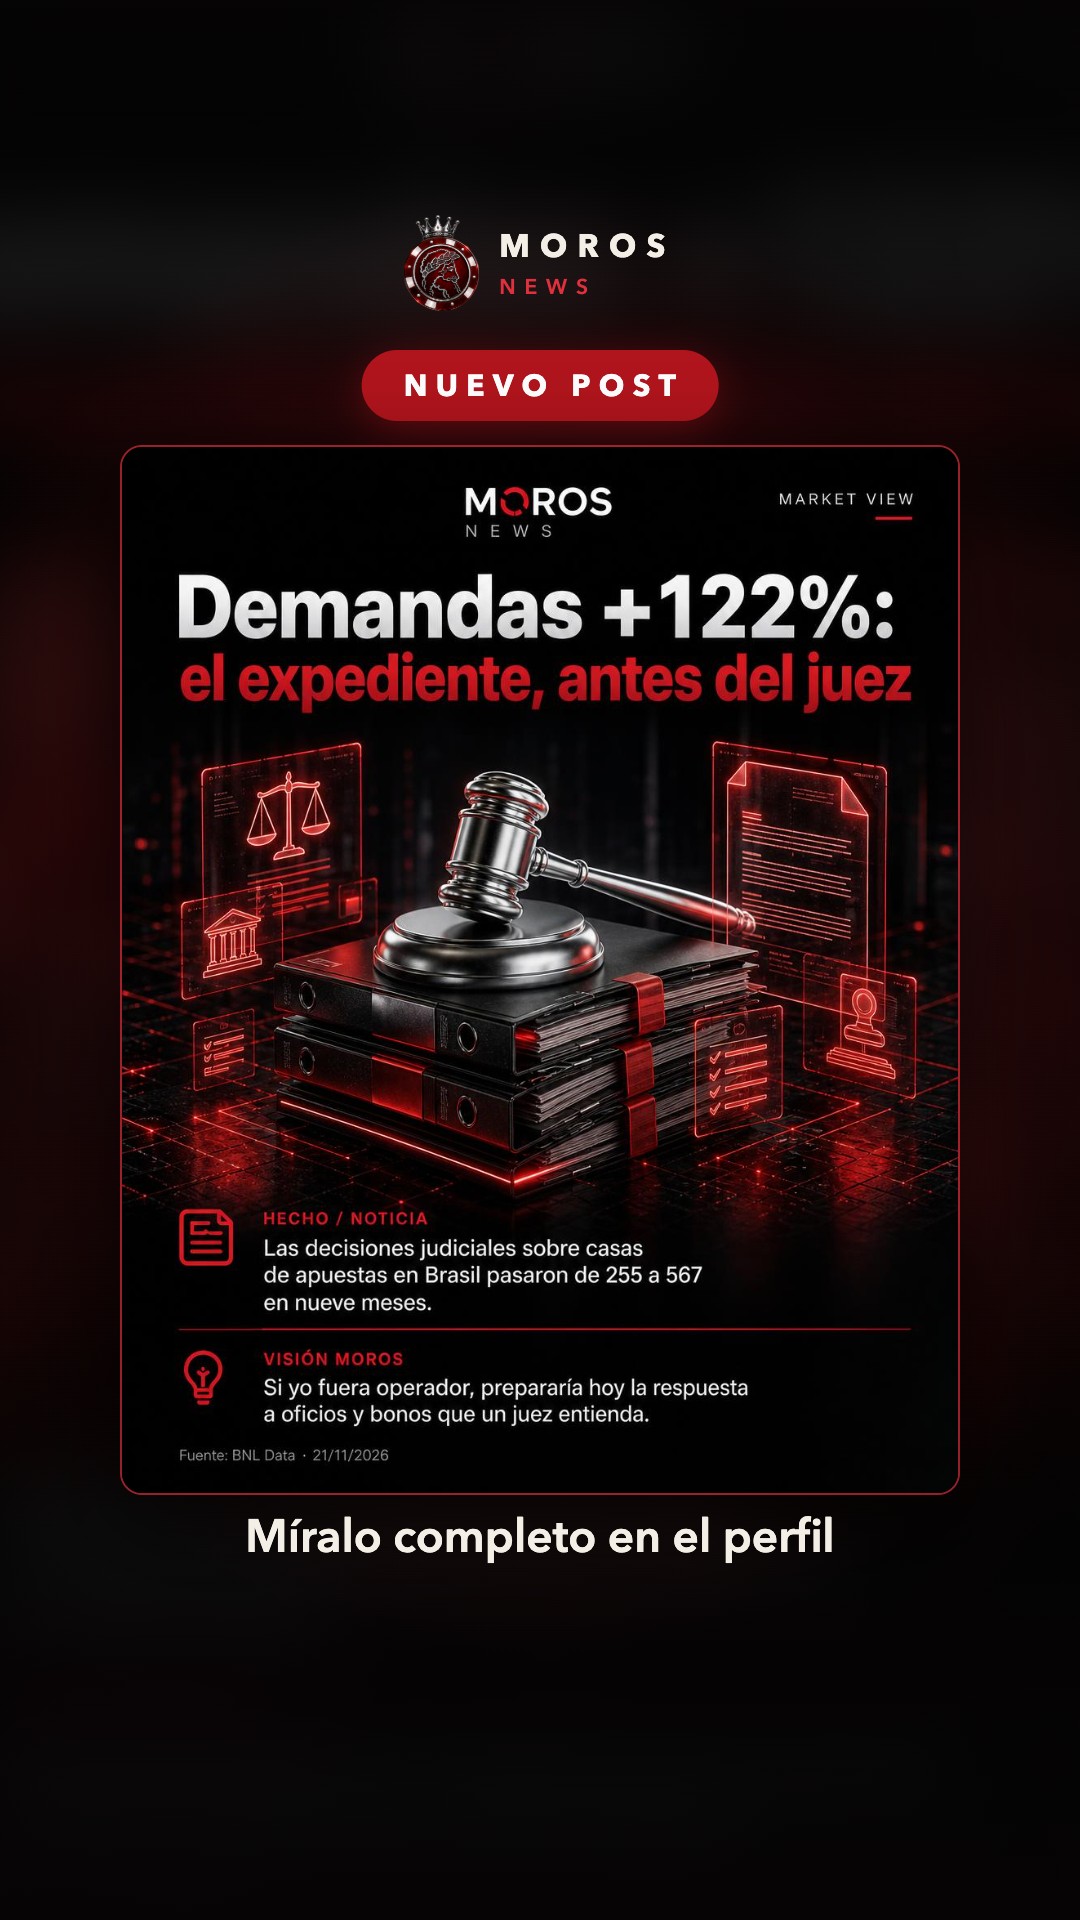 MOROS
NEWS
NUEVO POST
MOROS
NEWS
MARKET VIEW
Demandas +122%:
el expediente, antes del juez
HECHO / NOTICIA
Las decisiones judiciales sobre casas
de apuestas en Brasil pasaron de 255 a 567
en nueve meses.
VISIÓN MOROS
Si yo fuera operador, prepararía hoy la respuesta
a oficios y bonos que un juez entienda.
Fuente: BNL Data · 21/11/2026
Míralo completo en el perfil